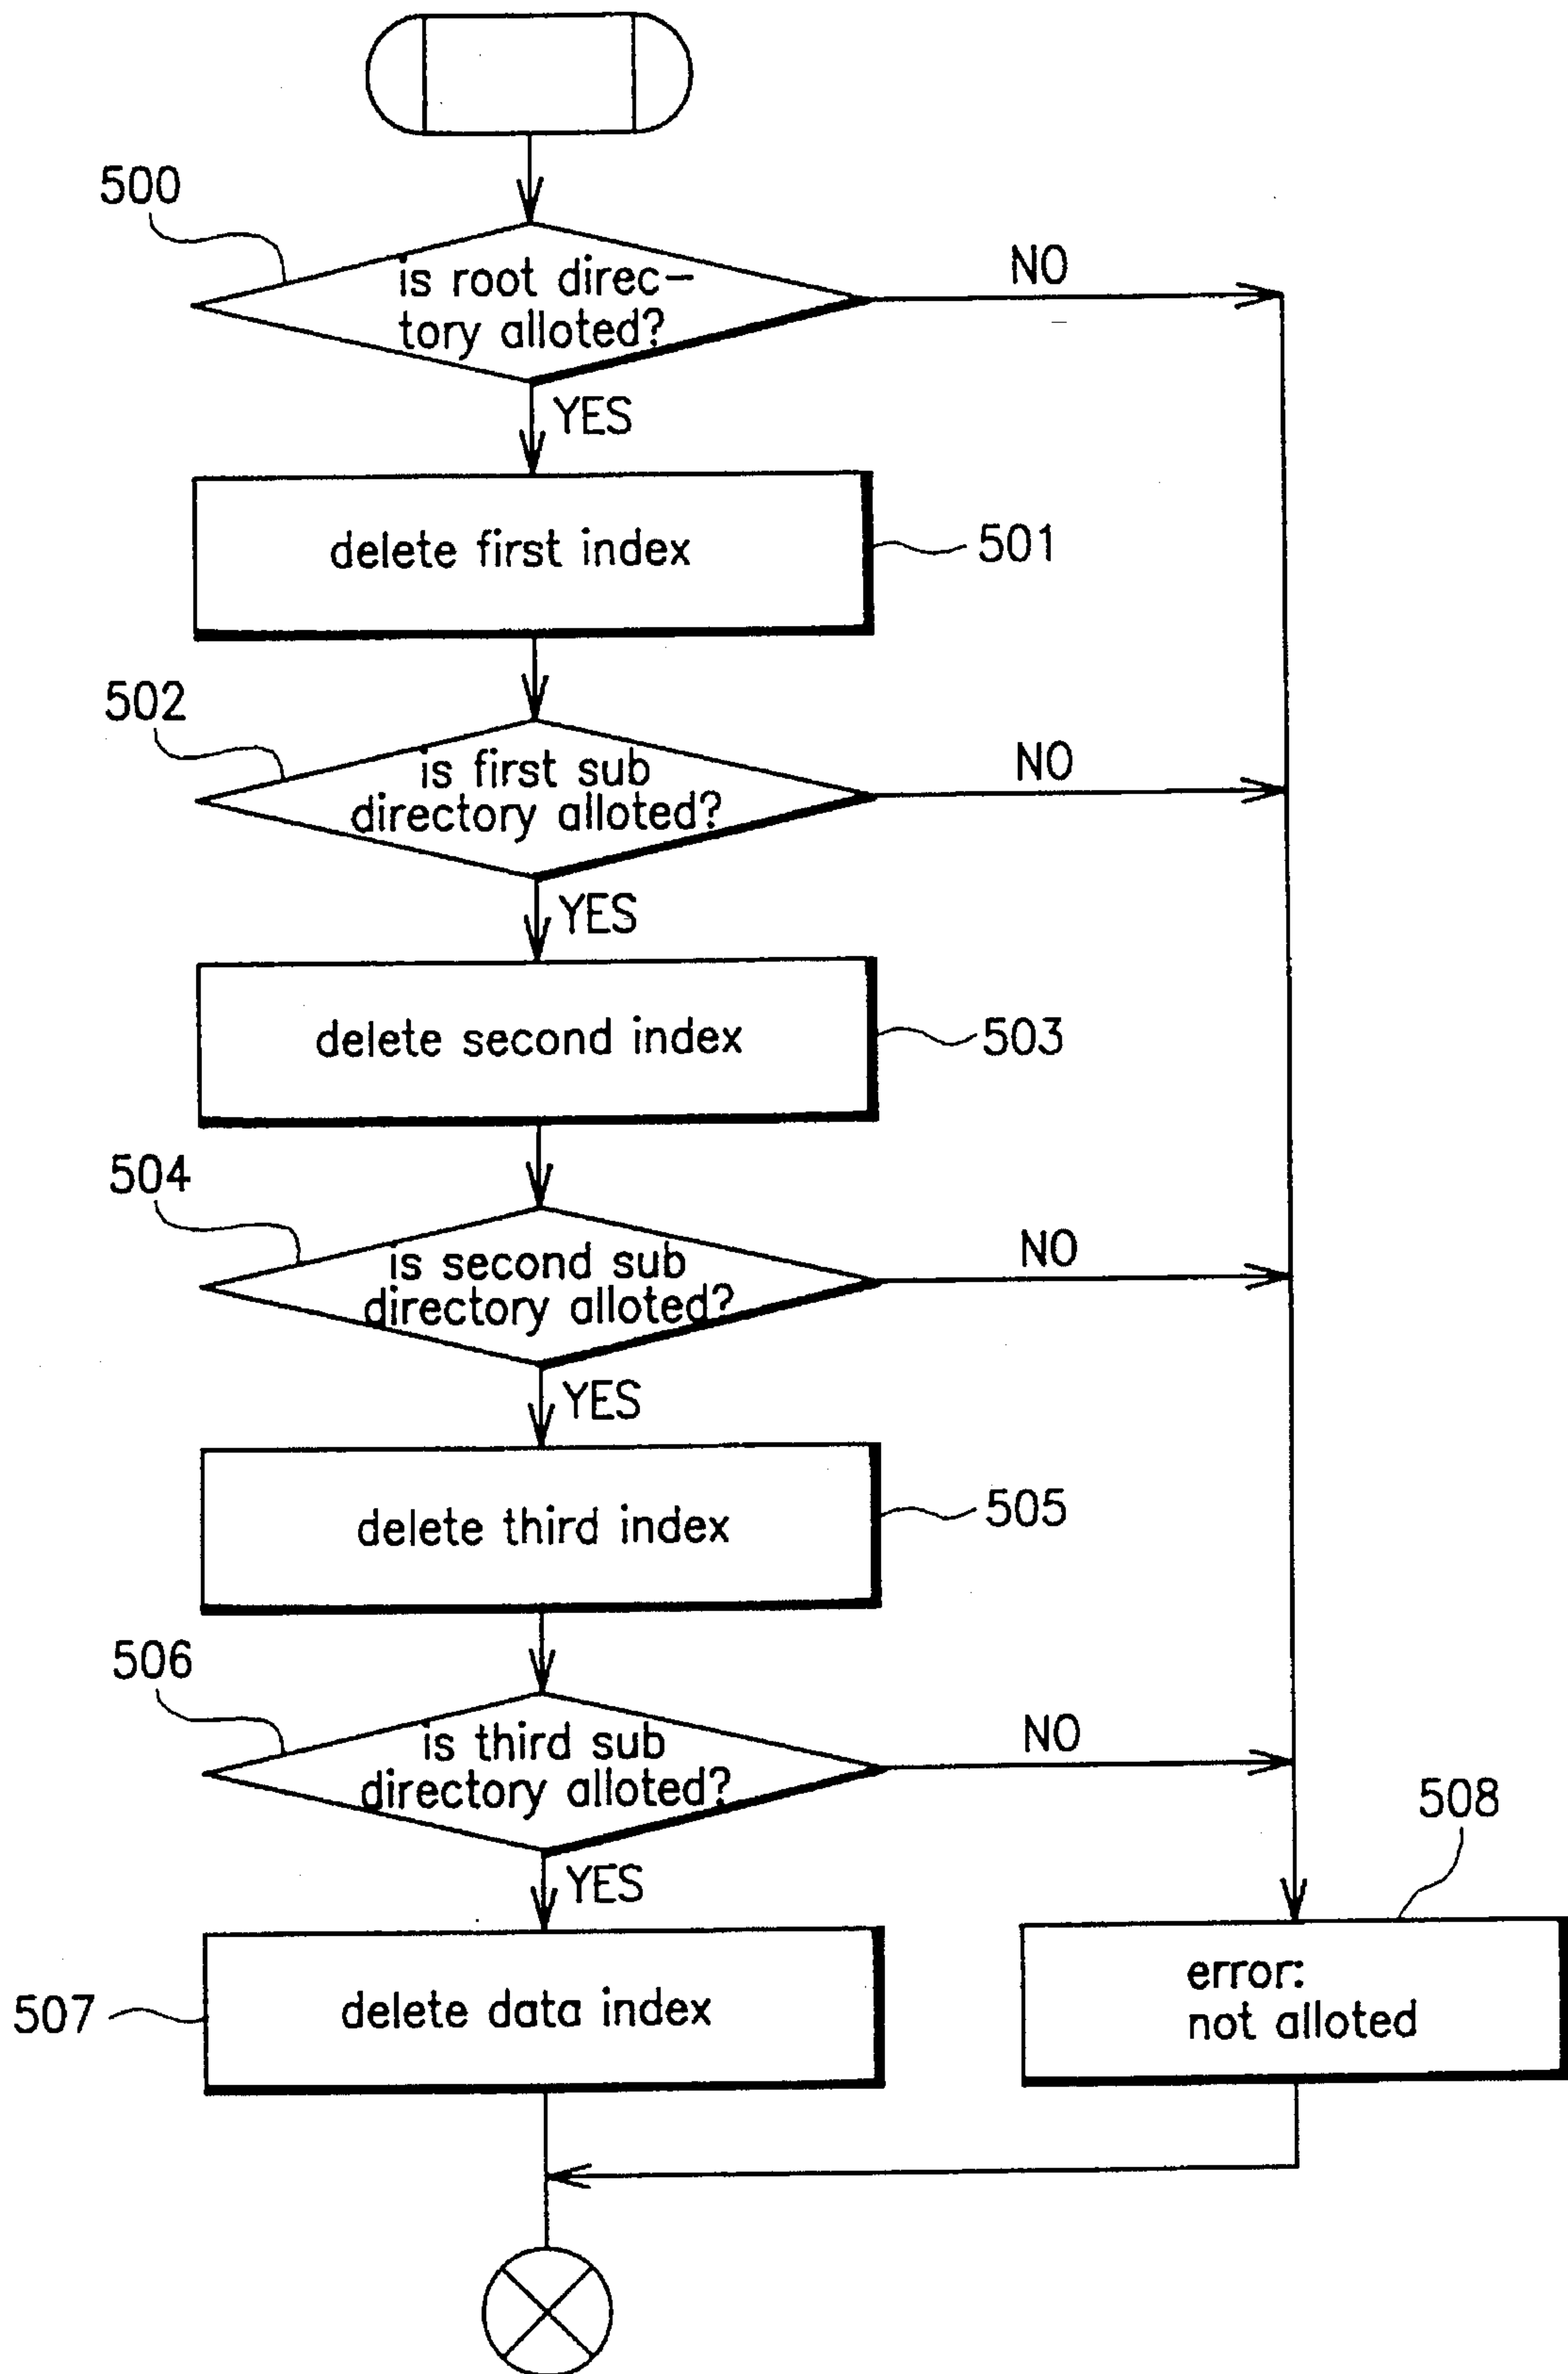 500
is root direc-
tory alloted?
NO
YES
delete first index
501
502
is first sub
directory alloted?
NO
YES
delete second index
503
504
is second sub
directory alloted?
NO
YES
delete third index
505
506
is third sub
directory alloted?
NO
YES
508
507
delete data index
error:
not alloted